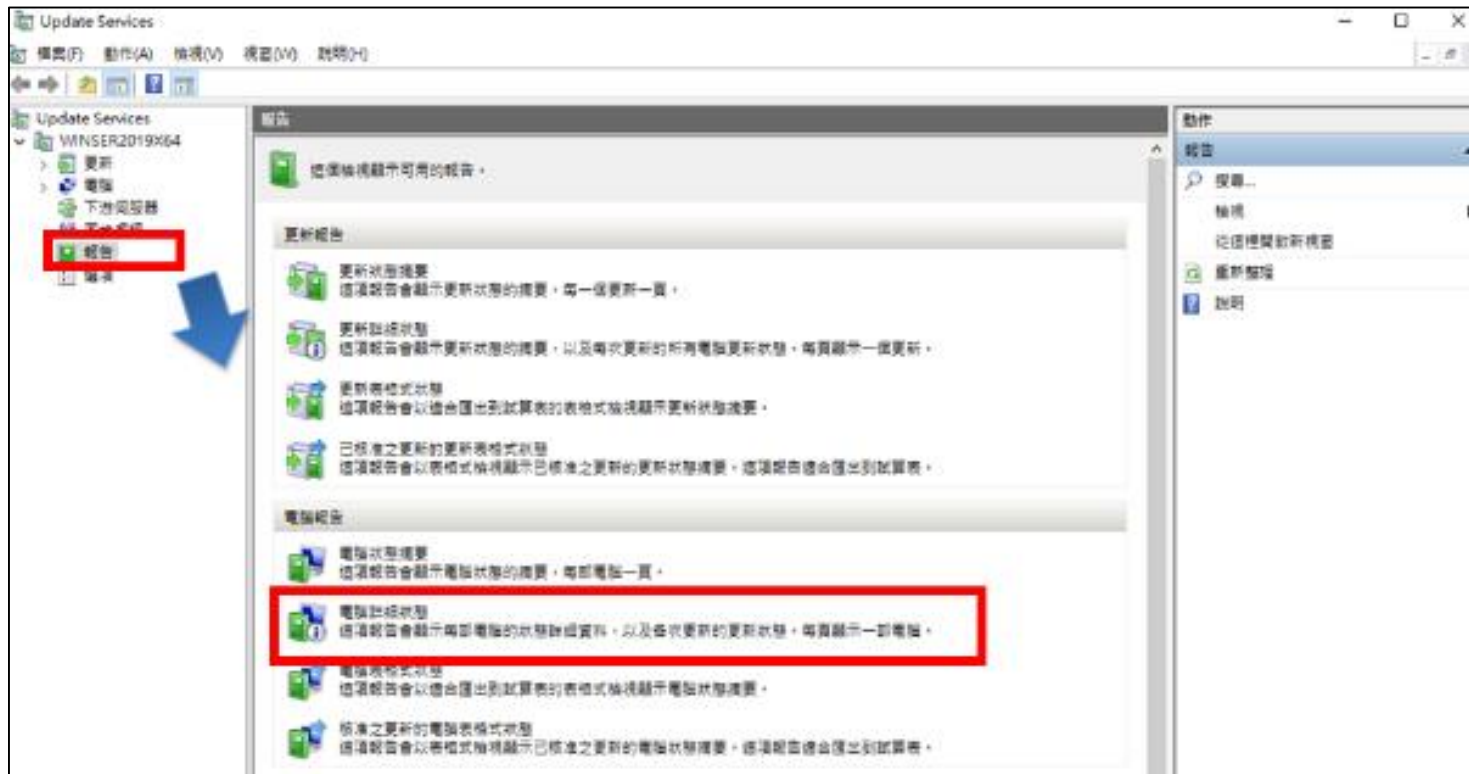 Update Services
檔案(F) 動作(A) 檢視(V) 視窗(W) 說明(H)
Update Services
WINSER2019X64
更新
電腦
下游伺服器
報告
選項
報告
這個檢視顯示可用的報告。
更新報告
更新狀態摘要
這項報告會顯示更新狀態的摘要，每一個更新一頁。
更新詳細狀態
這項報告會顯示更新狀態的摘要，以及每次更新的所有電腦更新狀態。每頁顯示一個更新。
更新表格式狀態
這項報告會以適合匯出到試算表的表格式檢視顯示更新狀態摘要。
已核准之更新的更新表格式狀態
這項報告會以表格式檢視顯示已核准之更新的更新狀態摘要。這項報告適合匯出到試算表。
電腦報告
電腦狀態摘要
這項報告會顯示電腦狀態的摘要，每部電腦一頁。
電腦詳細狀態
這項報告會顯示每部電腦的狀態詳細資料，以及各次更新的更新狀態。每頁顯示一部電腦。
電腦表格式狀態
這項報告會以適合匯出到試算表的表格式檢視顯示電腦狀態摘要。
核准之更新的電腦表格式狀態
這項報告會以表格式檢視顯示已核准之更新的電腦狀態摘要。這項報告適合匯出到試算表。
動作
報告
搜尋...
檢視
從這裡開啟新視窗
重新整理
說明